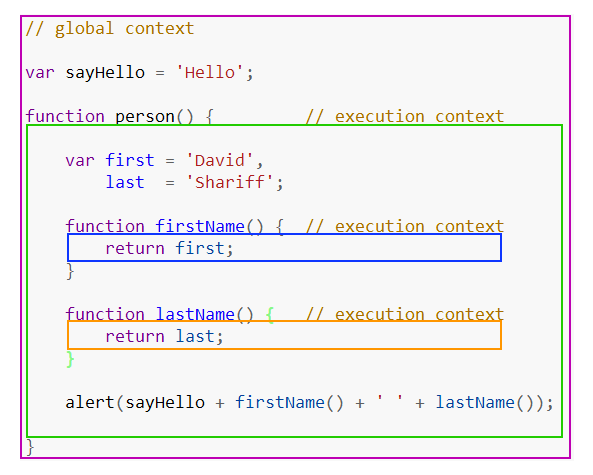 // global context
var sayHello = 'Hello';
function person() {         // execution context
    var first = 'David',
        last  = 'Shariff';
    function firstName() {  // execution context
        return first;
    }
    function lastName() {   // execution context
        return last;
    }
    alert(sayHello + firstName() + ' ' + lastName());
}